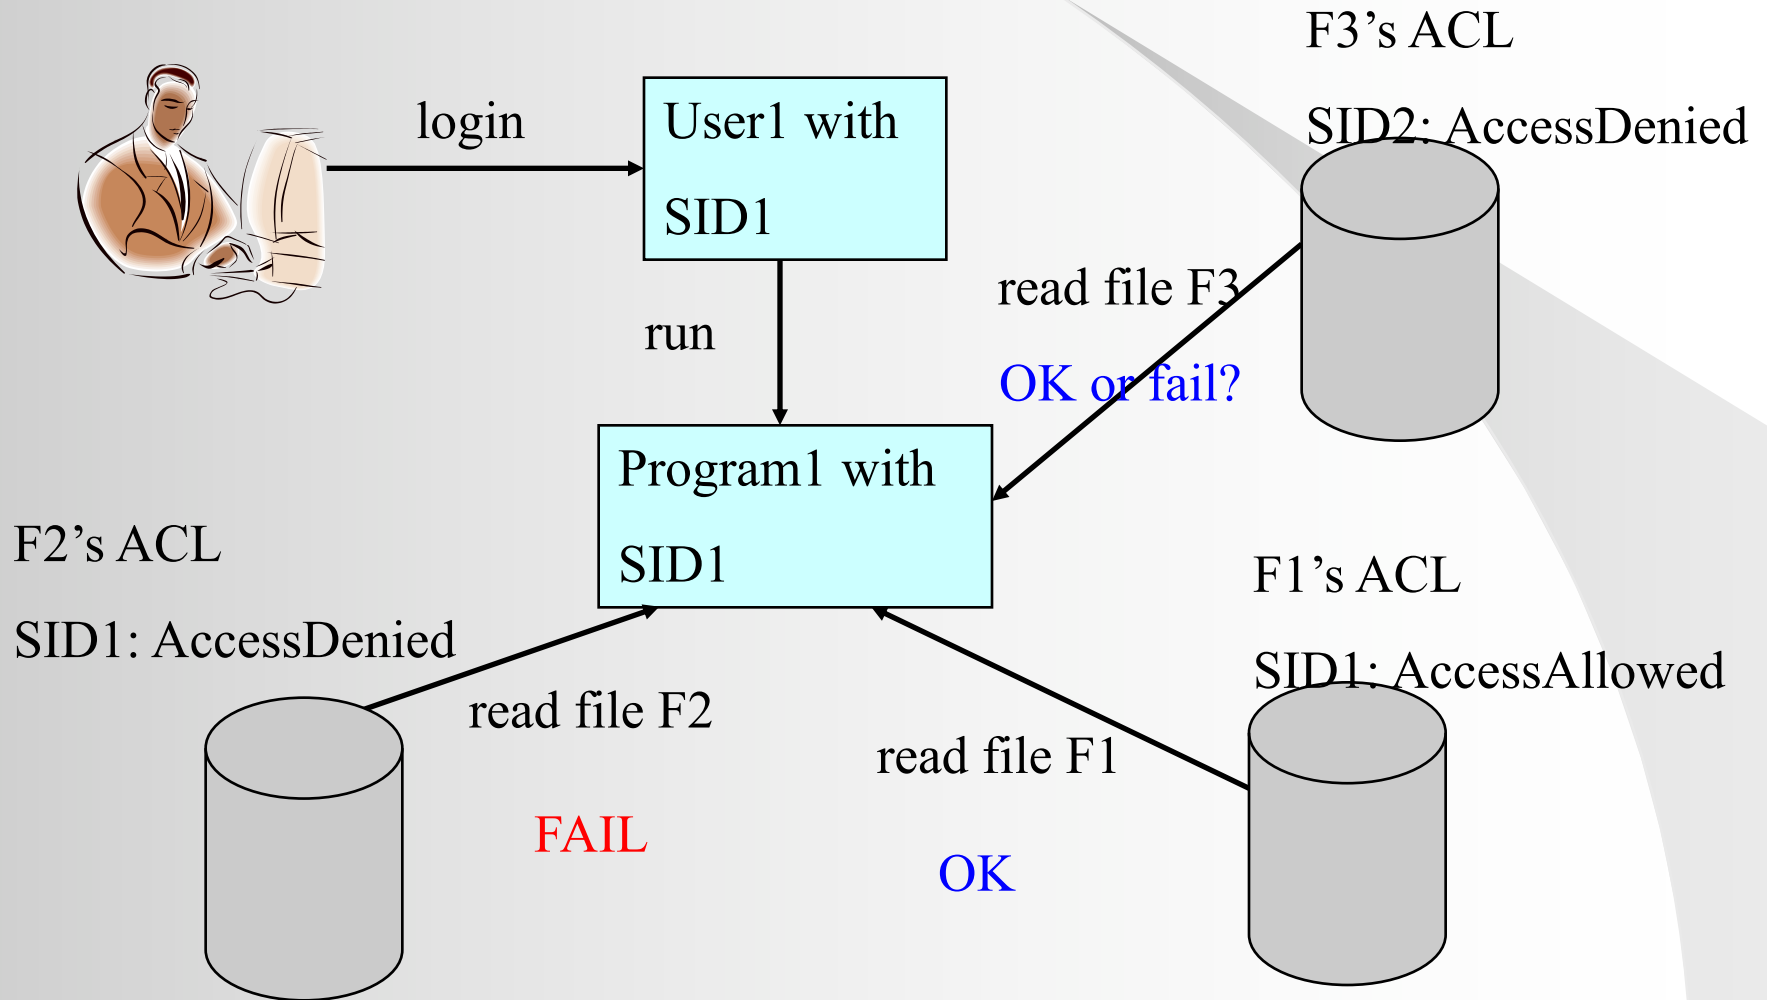 F3’s ACL
SID2: AccessDenied
login
User1 with
SID1
read file F3
OK or fail?
run
Program1 with
SID1
F2’s ACL
SID1: AccessDenied
F1’s ACL
SID1: AccessAllowed
read file F2
FAIL
read file F1
OK